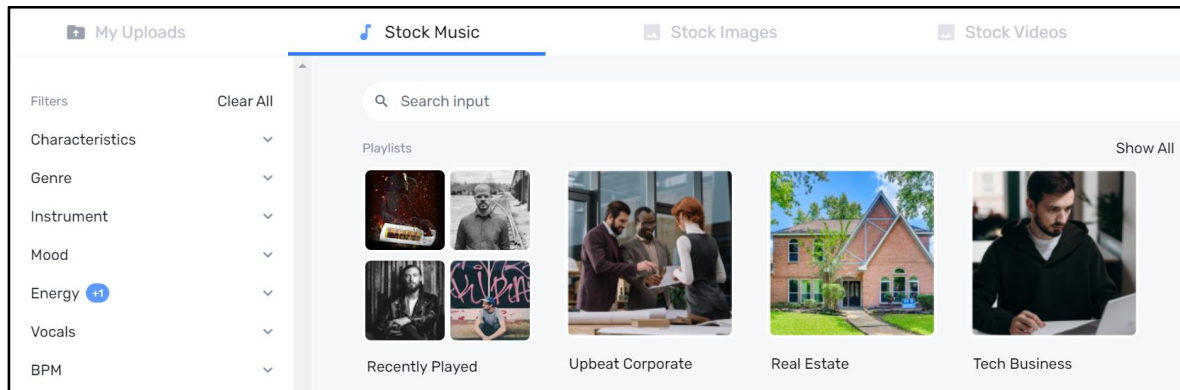 My Uploads
Stock Music
Stock Images
Stock Videos
Filters
Clear All
Characteristics
Genre
Instrument
Mood
Energy +1
Vocals
BPM
Search input
Playlists
Show All
Recently Played
Upbeat Corporate
Real Estate
Tech Business